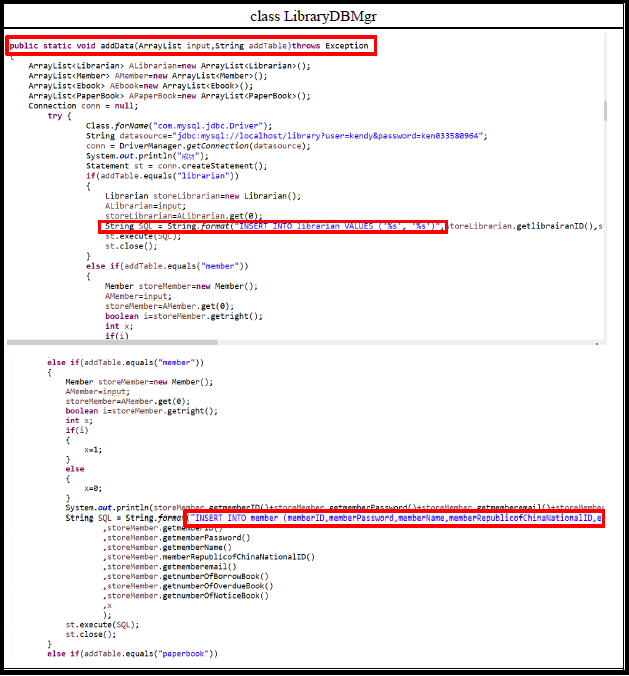 class LibraryDBMgr
public static void addData(ArrayList input,String addTable)throws Exception
{
ArrayList<Librarian> ALibrarian=new ArrayList<Librarian>();
ArrayList<Member> AMember=new ArrayList<Member>();
ArrayList<Ebook> AEbook=new ArrayList<Ebook>();
ArrayList<PaperBook> APaperBook=new ArrayList<PaperBook>();
Connection conn = null;
try {
Class.forName("com.mysql.jdbc.Driver");
String datasource="jdbc:mysql://localhost/library?user=kendy&password=ken033580964";
conn = DriverManager.getConnection(datasource);
System.out.println("成功");
Statement st = conn.createStatement();
if(addTable.equals("librarian"))
{
Librarian storeLibrarian=new Librarian();
ALibrarian=input;
storeLibrarian=ALibrarian.get(0);
String SQL = String.format("INSERT INTO librarian VALUES ('%s', '%s')",storeLibrarian.getlibrairanID(),s
st.execute(SQL);
st.close();
}
else if(addTable.equals("member"))
{
Member storeMember=new Member();
AMember=input;
storeMember=AMember.get(0);
boolean i=storeMember.getright();
int x;
if(i)
else if(addTable.equals("member"))
{
Member storeMember=new Member();
AMember=input;
storeMember=AMember.get(0);
boolean i=storeMember.getright();
int x;
if(i)
{
x=1;
}
else
{
x=0;
}
System.out.println(storeMember.getmemberID()+storeMember.getmemberPassword()+storeMember.getmemberemail()+storeMember
String SQL = String.format("INSERT INTO member (memberID,memberPassword,memberName,memberRepublicofChinaNationalID,e
,storeMember.getmemberID()
,storeMember.getmemberPassword()
,storeMember.getmemberName()
,storeMember.memberRepublicofChinaNationalID()
,storeMember.getmemberemail()
,storeMember.getnumberOfBorrowBook()
,storeMember.getnumberOfOverdueBook()
,storeMember.getnumberOfNoticeBook()
,x
);
st.execute(SQL);
st.close();
}
else if(addTable.equals("paperbook"))